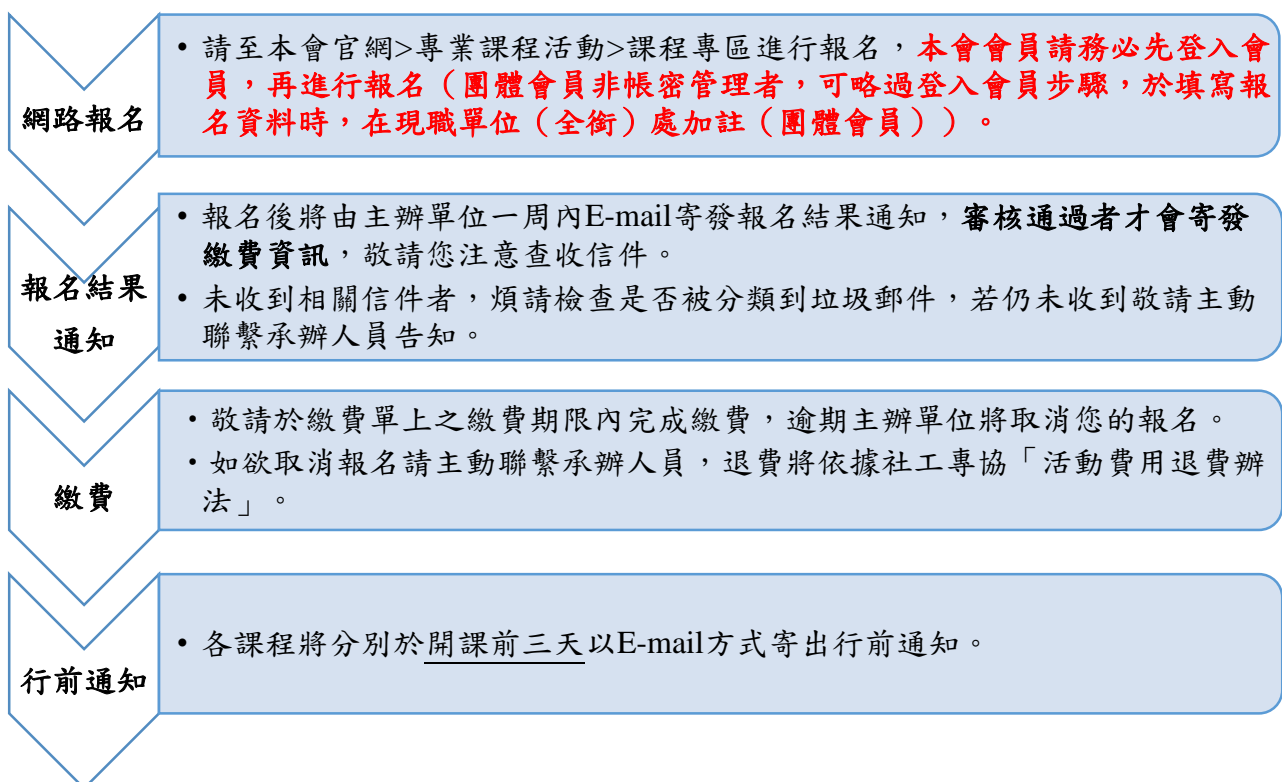 網路報名
• 請至本會官網>專業課程活動>課程專區進行報名，本會會員請務必先登入會
員，再進行報名（團體會員非帳密管理者，可略過登入會員步驟，於填寫報
名資料時，在現職單位（全銜）處加註（團體會員））。
報名結果
通知
• 報名後將由主辦單位一周內E-mail寄發報名結果通知，審核通過者才會寄發
繳費資訊，敬請您注意查收信件。
• 未收到相關信件者，煩請檢查是否被分類到垃圾郵件，若仍未收到敬請主動
聯繫承辦人員告知。
繳費
• 敬請於繳費單上之繳費期限內完成繳費，逾期主辦單位將取消您的報名。
• 如欲取消報名請主動聯繫承辦人員，退費將依據社工專協「活動費用退費辦
法」。
行前通知
• 各課程將分別於開課前三天以E-mail方式寄出行前通知。